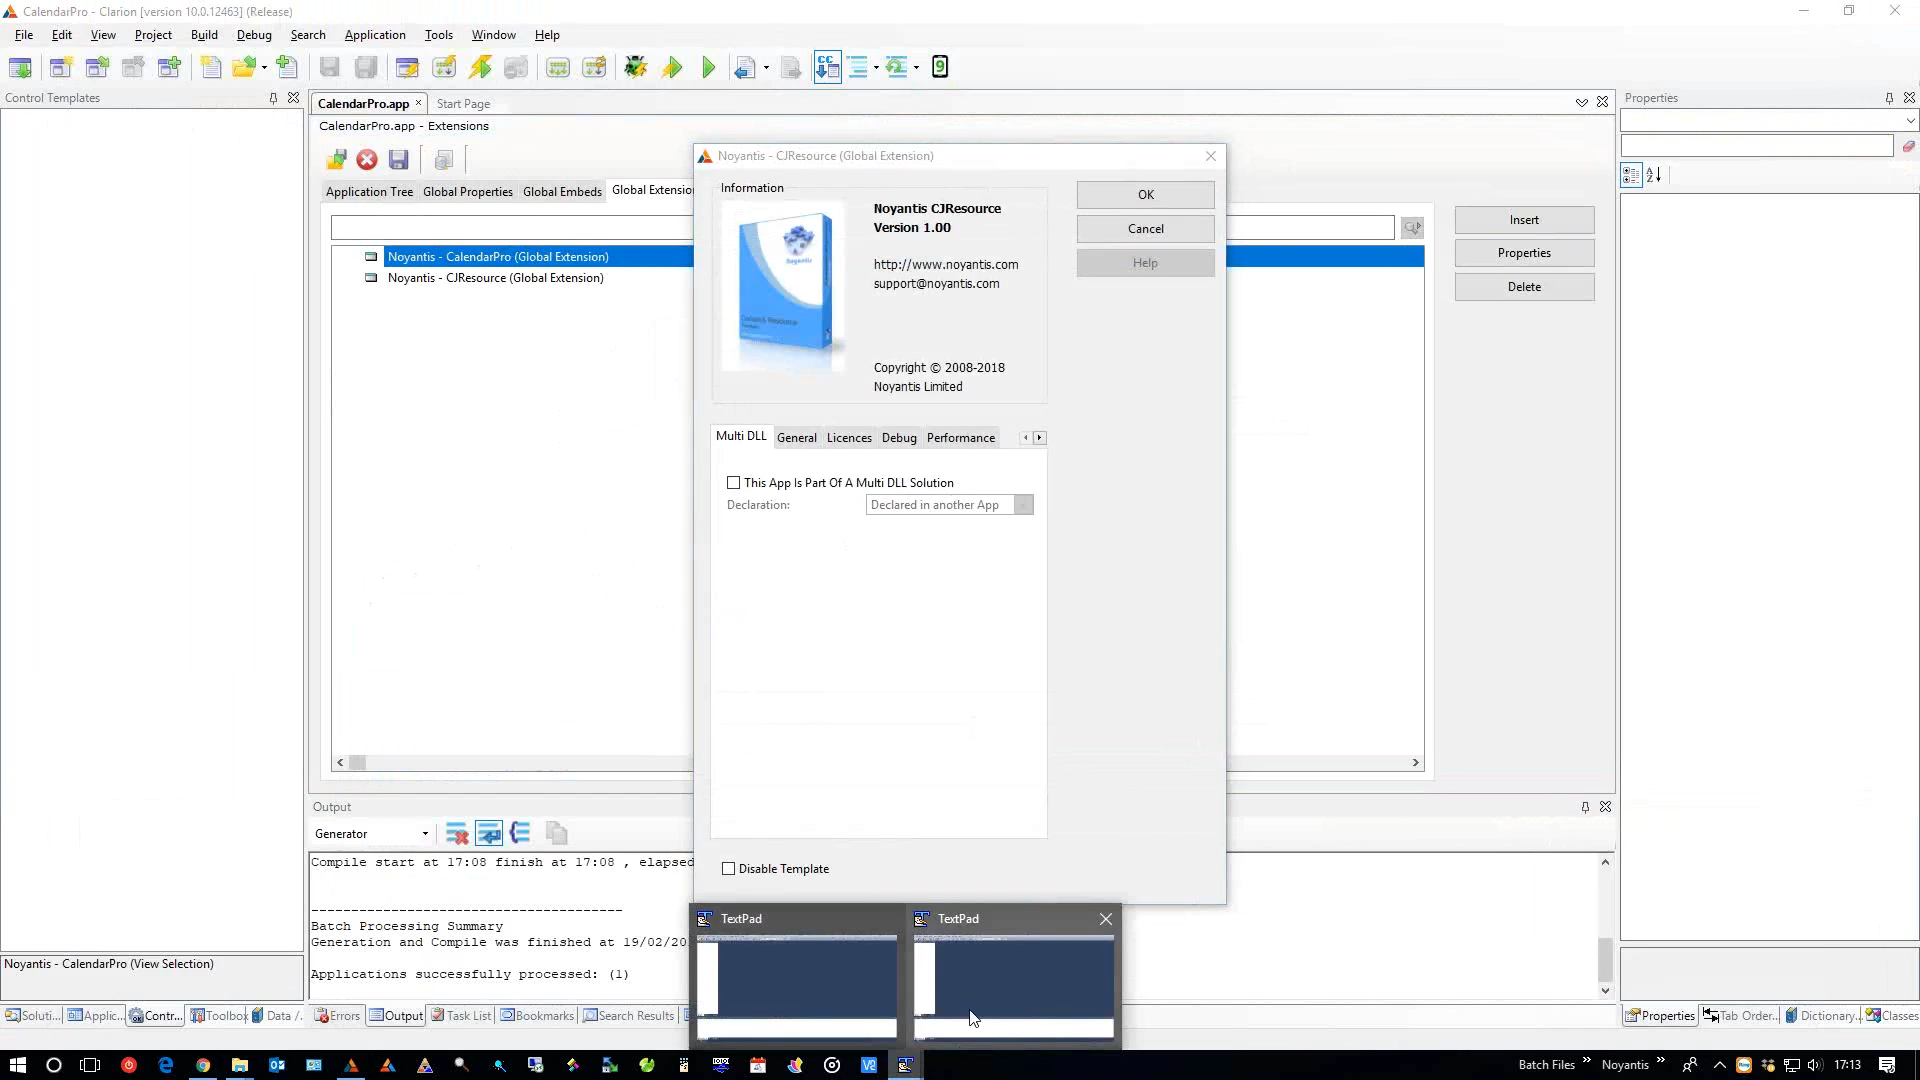 CalendarPro - Clarion [version 10.0.12463] (Release)
File Edit View Project Build Debug Search Application Tools Window Help
Control Templates
CalendarPro.app × Start Page
Properties
CalendarPro.app - Extensions
Application Tree Global Properties Global Embeds Global Extensio
Noyantis - CalendarPro (Global Extension)
Noyantis - CJResource (Global Extension)
Insert
Properties
Delete
Noyantis - CJResource (Global Extension)
Information
Noyantis CJResource
Version 1.00
http://www.noyantis.com
support@noyantis.com
Copyright © 2008-2018
Noyantis Limited
OK
Cancel
Help
Multi DLL General Licences Debug Performance
This App Is Part Of A Multi DLL Solution
Declaration: Declared in another App
Disable Template
Output
Generator
Compile start at 17:08 finish at 17:08 , elapsed
---------------------------------------
Batch Processing Summary
Generation and Compile was finished at 19/02/20
Applications successfully processed: (1)
Noyantis - CalendarPro (View Selection)
TextPad TextPad
Soluti... Applic... Contr... Toolbox Data /.
Errors Output Task List Bookmarks Search Results
Properties Tab Order.. Dictionary. Classes
Batch Files » Noyantis » 17:13